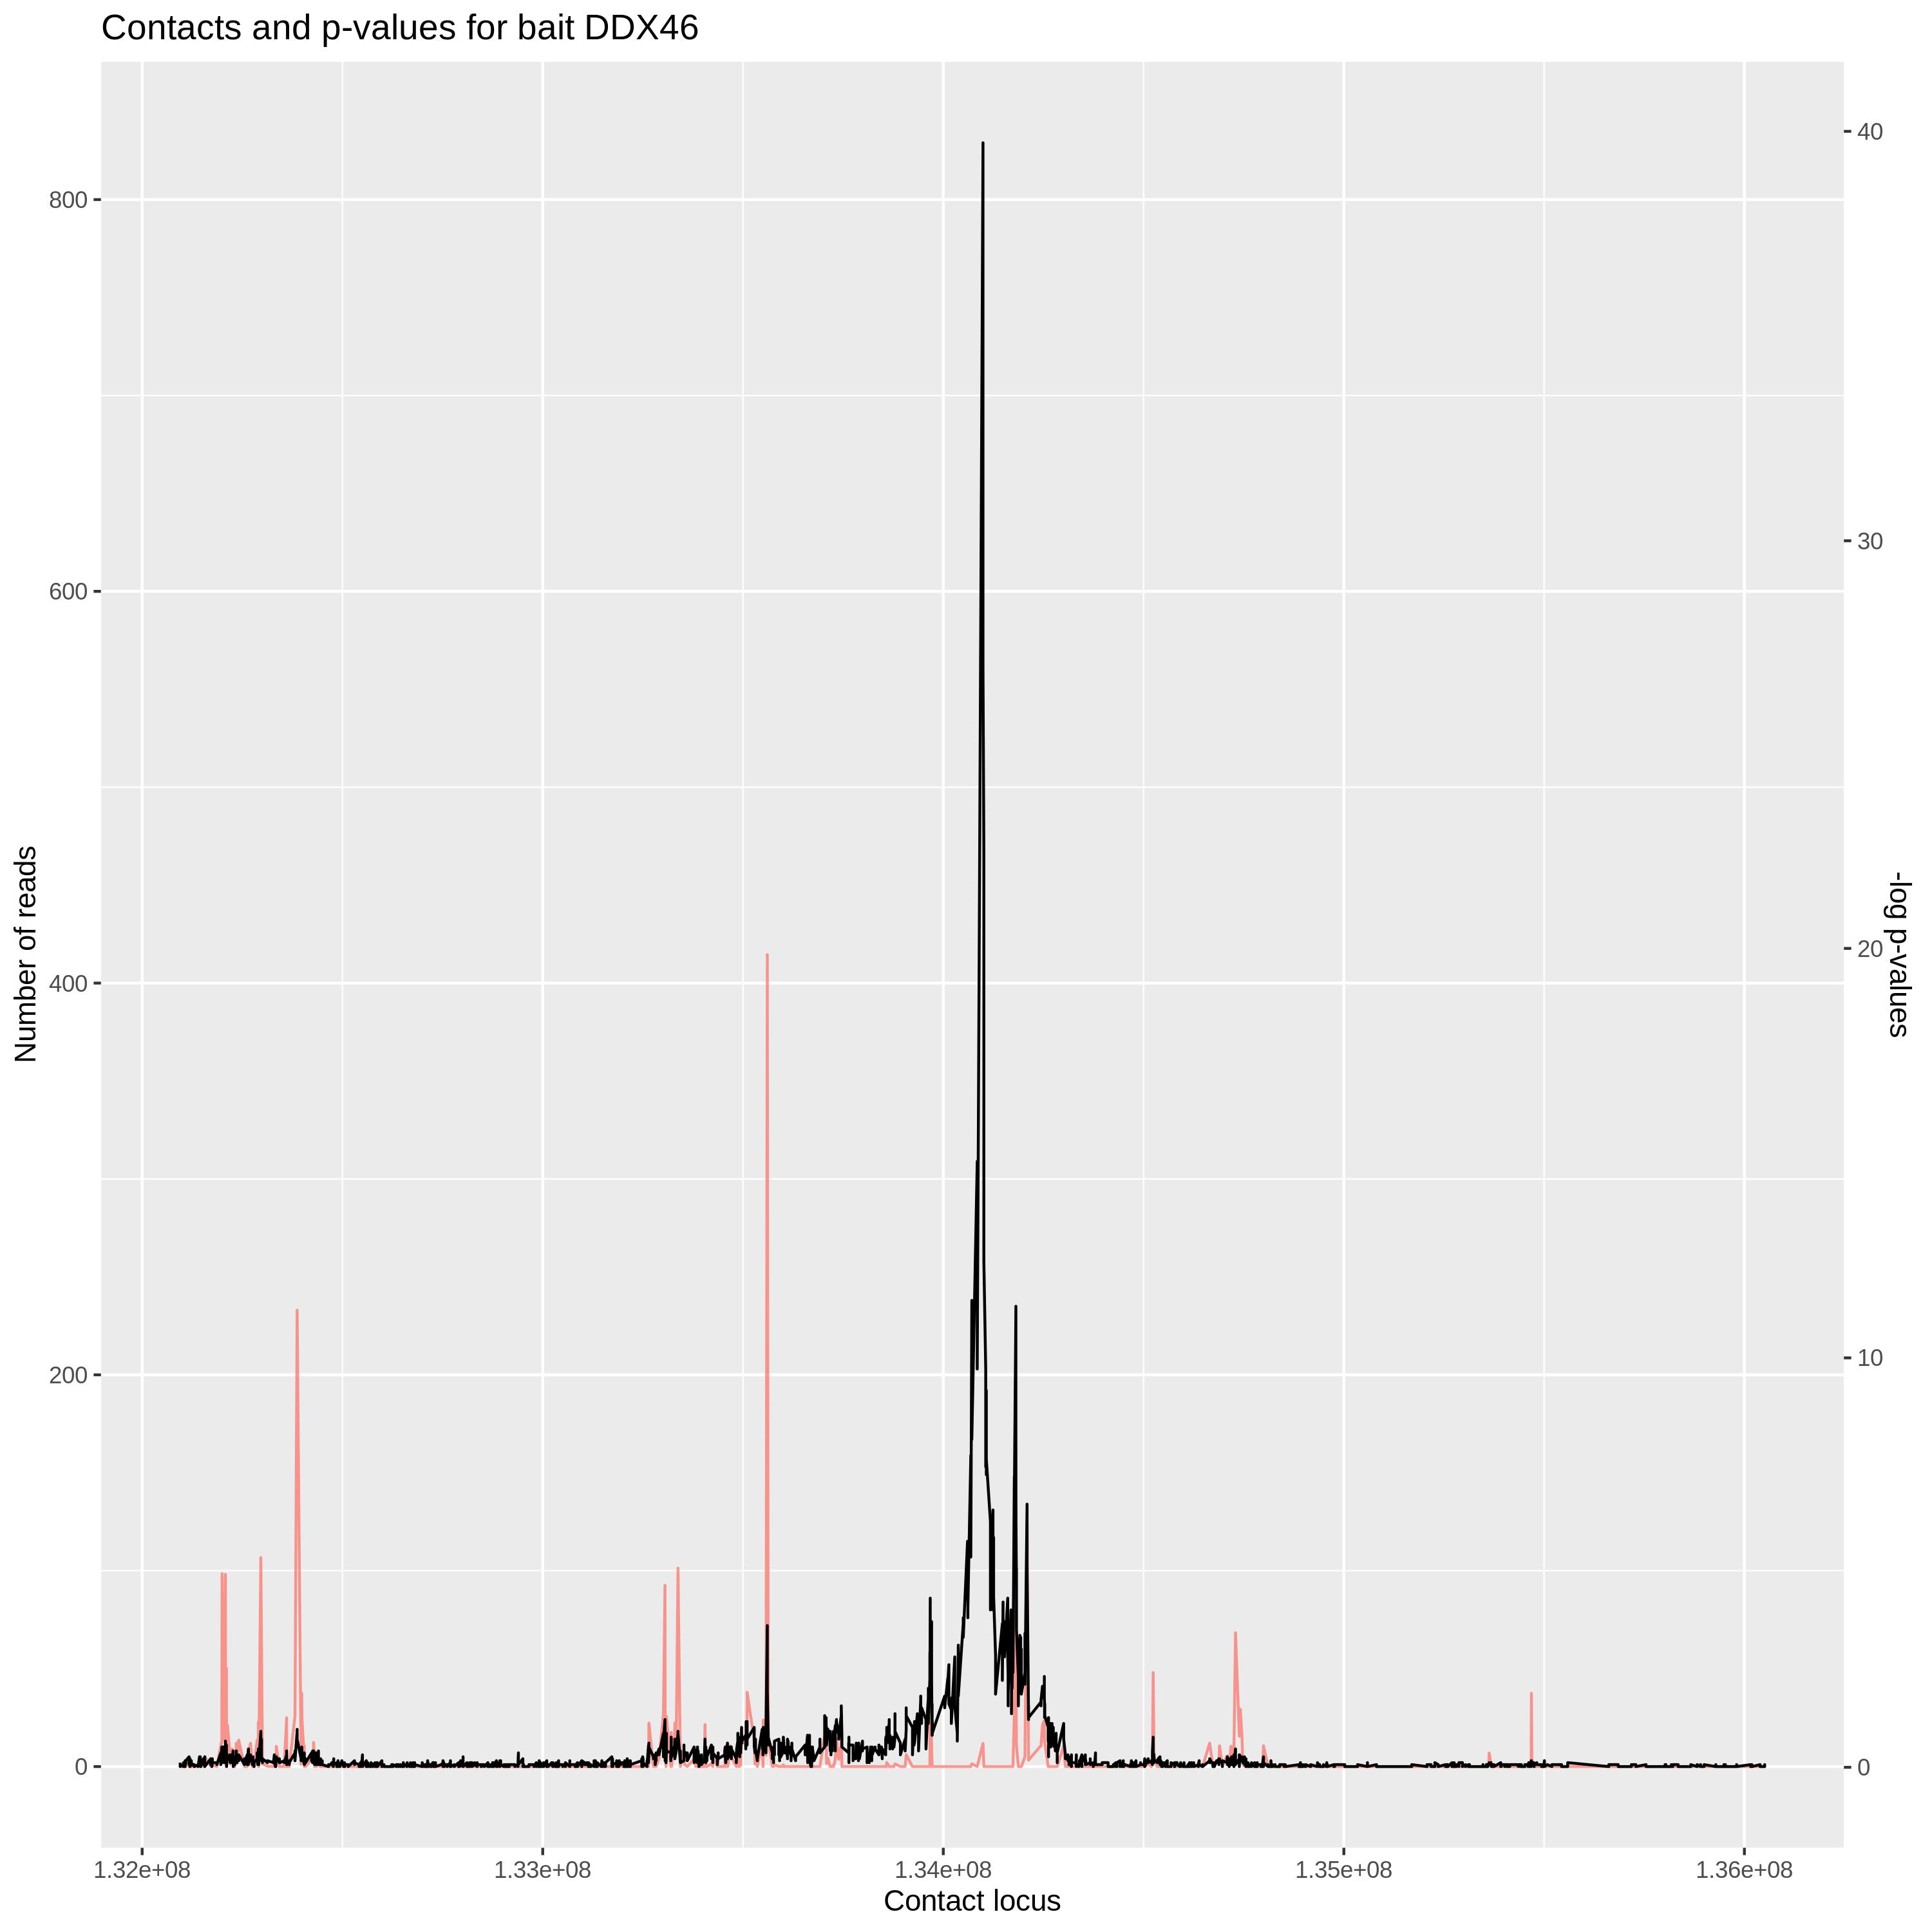 Contacts and p-values for bait DDX46
40
800
30
600
Number of reads
-log p-values
20
400
10
200
0
0
1.32e+08
1.33e+08
1.34e+08
1.35e+08
1.36e+08
Contact locus